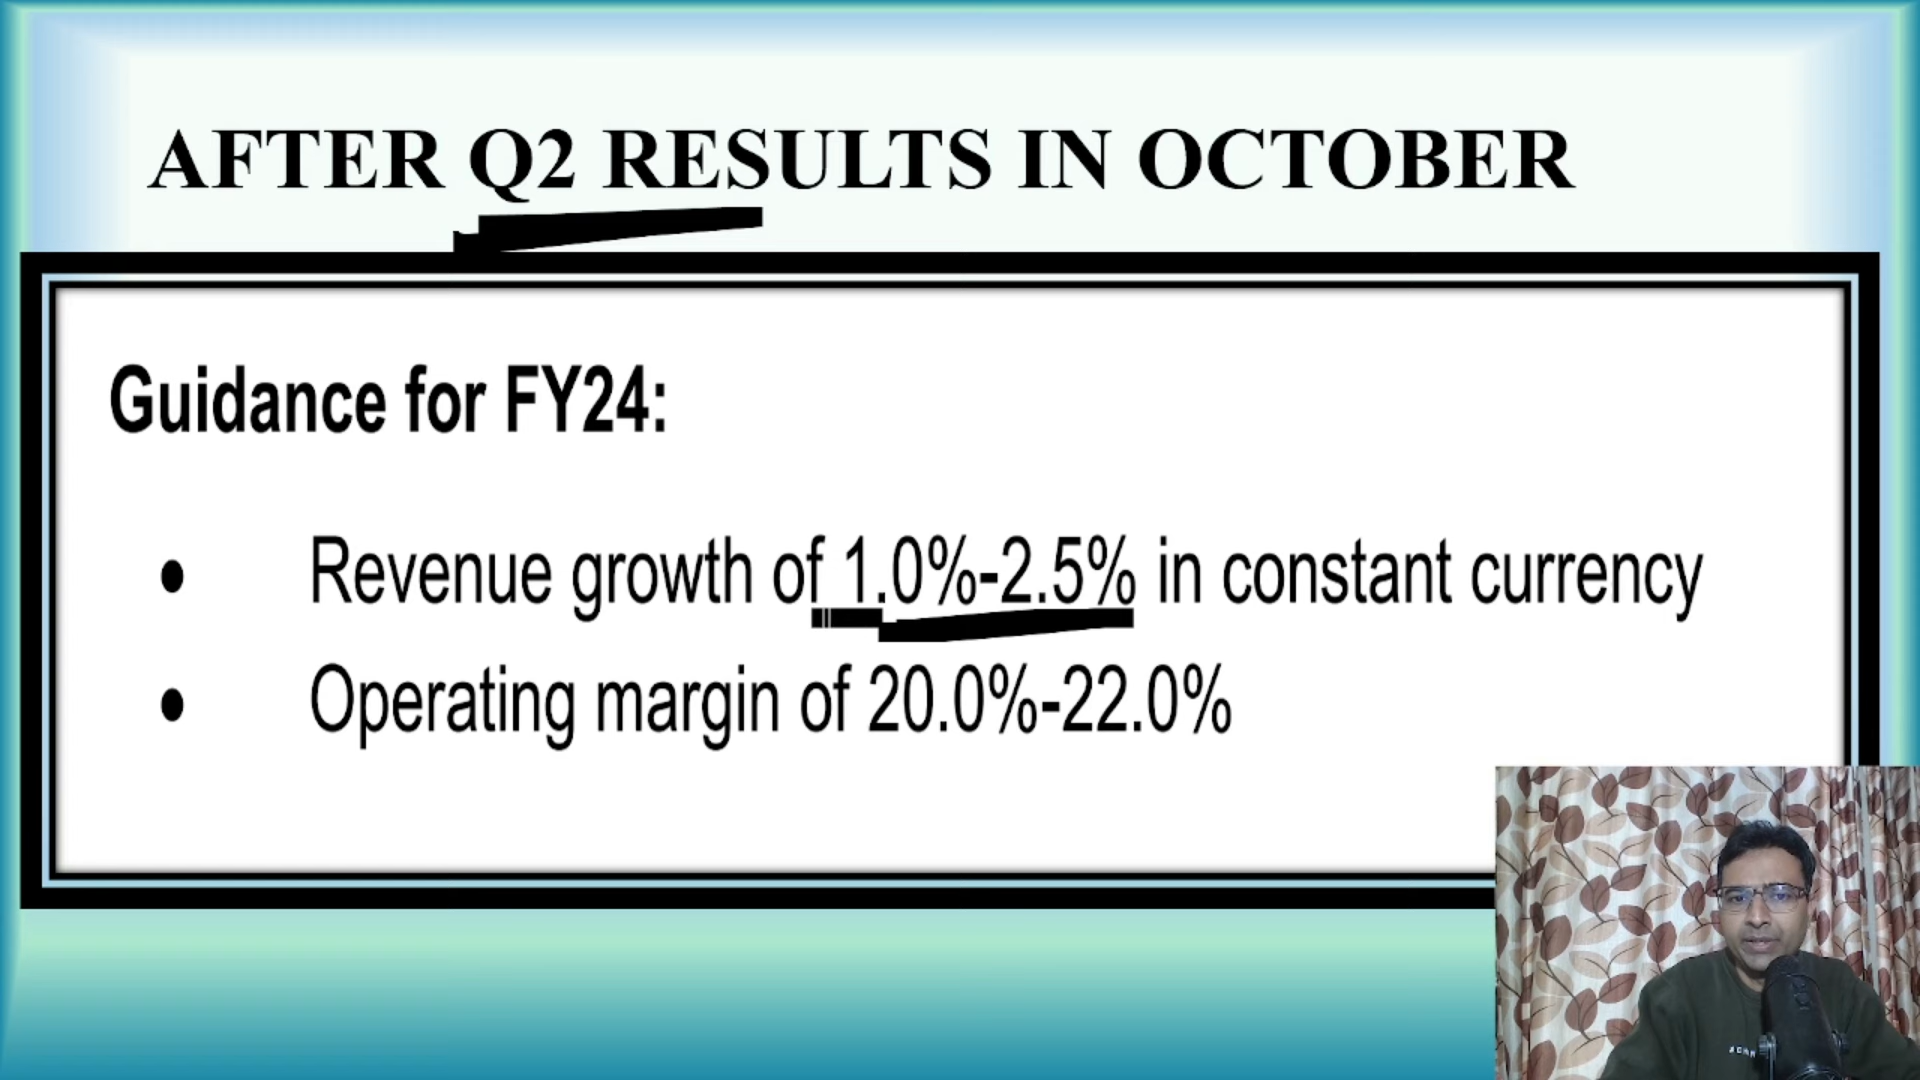 AFTER Q2 RESULTS IN OCTOBER
Guidance for FY24:
• Revenue growth of 1.0%-2.5% in constant currency
• Operating margin of 20.0%-22.0%